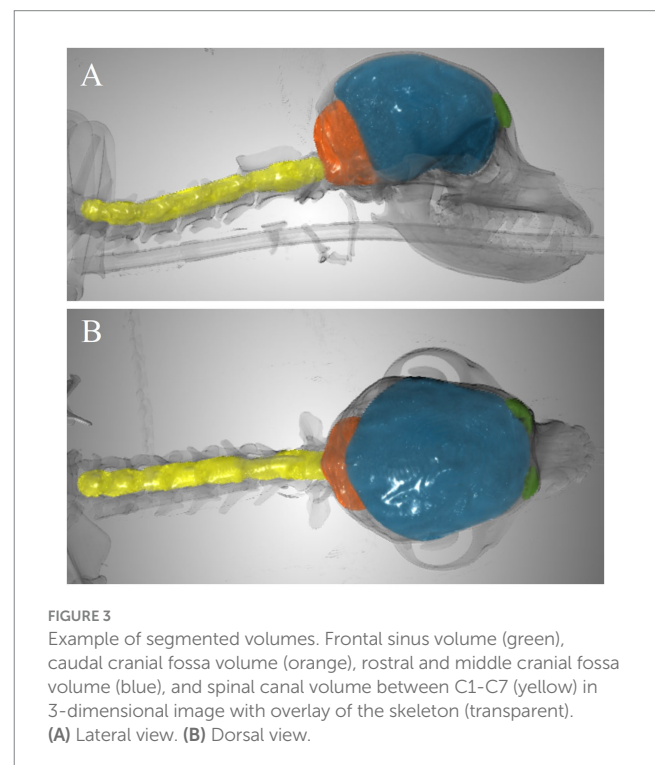 A
B
FIGURE 3
Example of segmented volumes. Frontal sinus volume (green),
caudal cranial fossa volume (orange), rostral and middle cranial fossa
volume (blue), and spinal canal volume between C1-C7 (yellow) in
3-dimensional image with overlay of the skeleton (transparent).
(A) Lateral view. (B) Dorsal view.